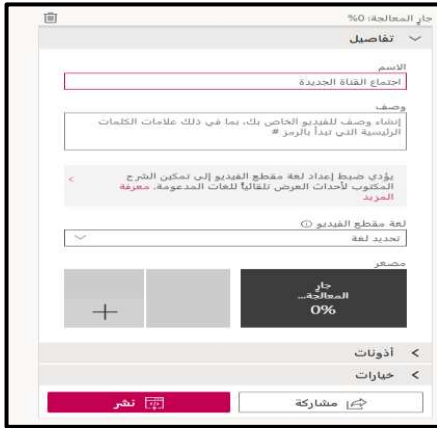 جارٍ المعالجة: 0%
تفاصيل
الاسم
اجتماع القناة الجديدة
وصف
إنشاء وصف للفيديو الخاص بك، بما في ذلك علامات الكلمات
الرئيسية التي تبدأ بالرمز #
يؤدي ضبط إعداد لغة مقطع الفيديو إلى تمكين الشرح
المكتوب لأحداث العرض تلقائياً للغات المدعومة. معرفة
المزيد
لغة مقطع الفيديو
تحديد لغة
مصغر
جارٍ
المعالجة...
0%
أذونات
خيارات
مشاركة
نشر